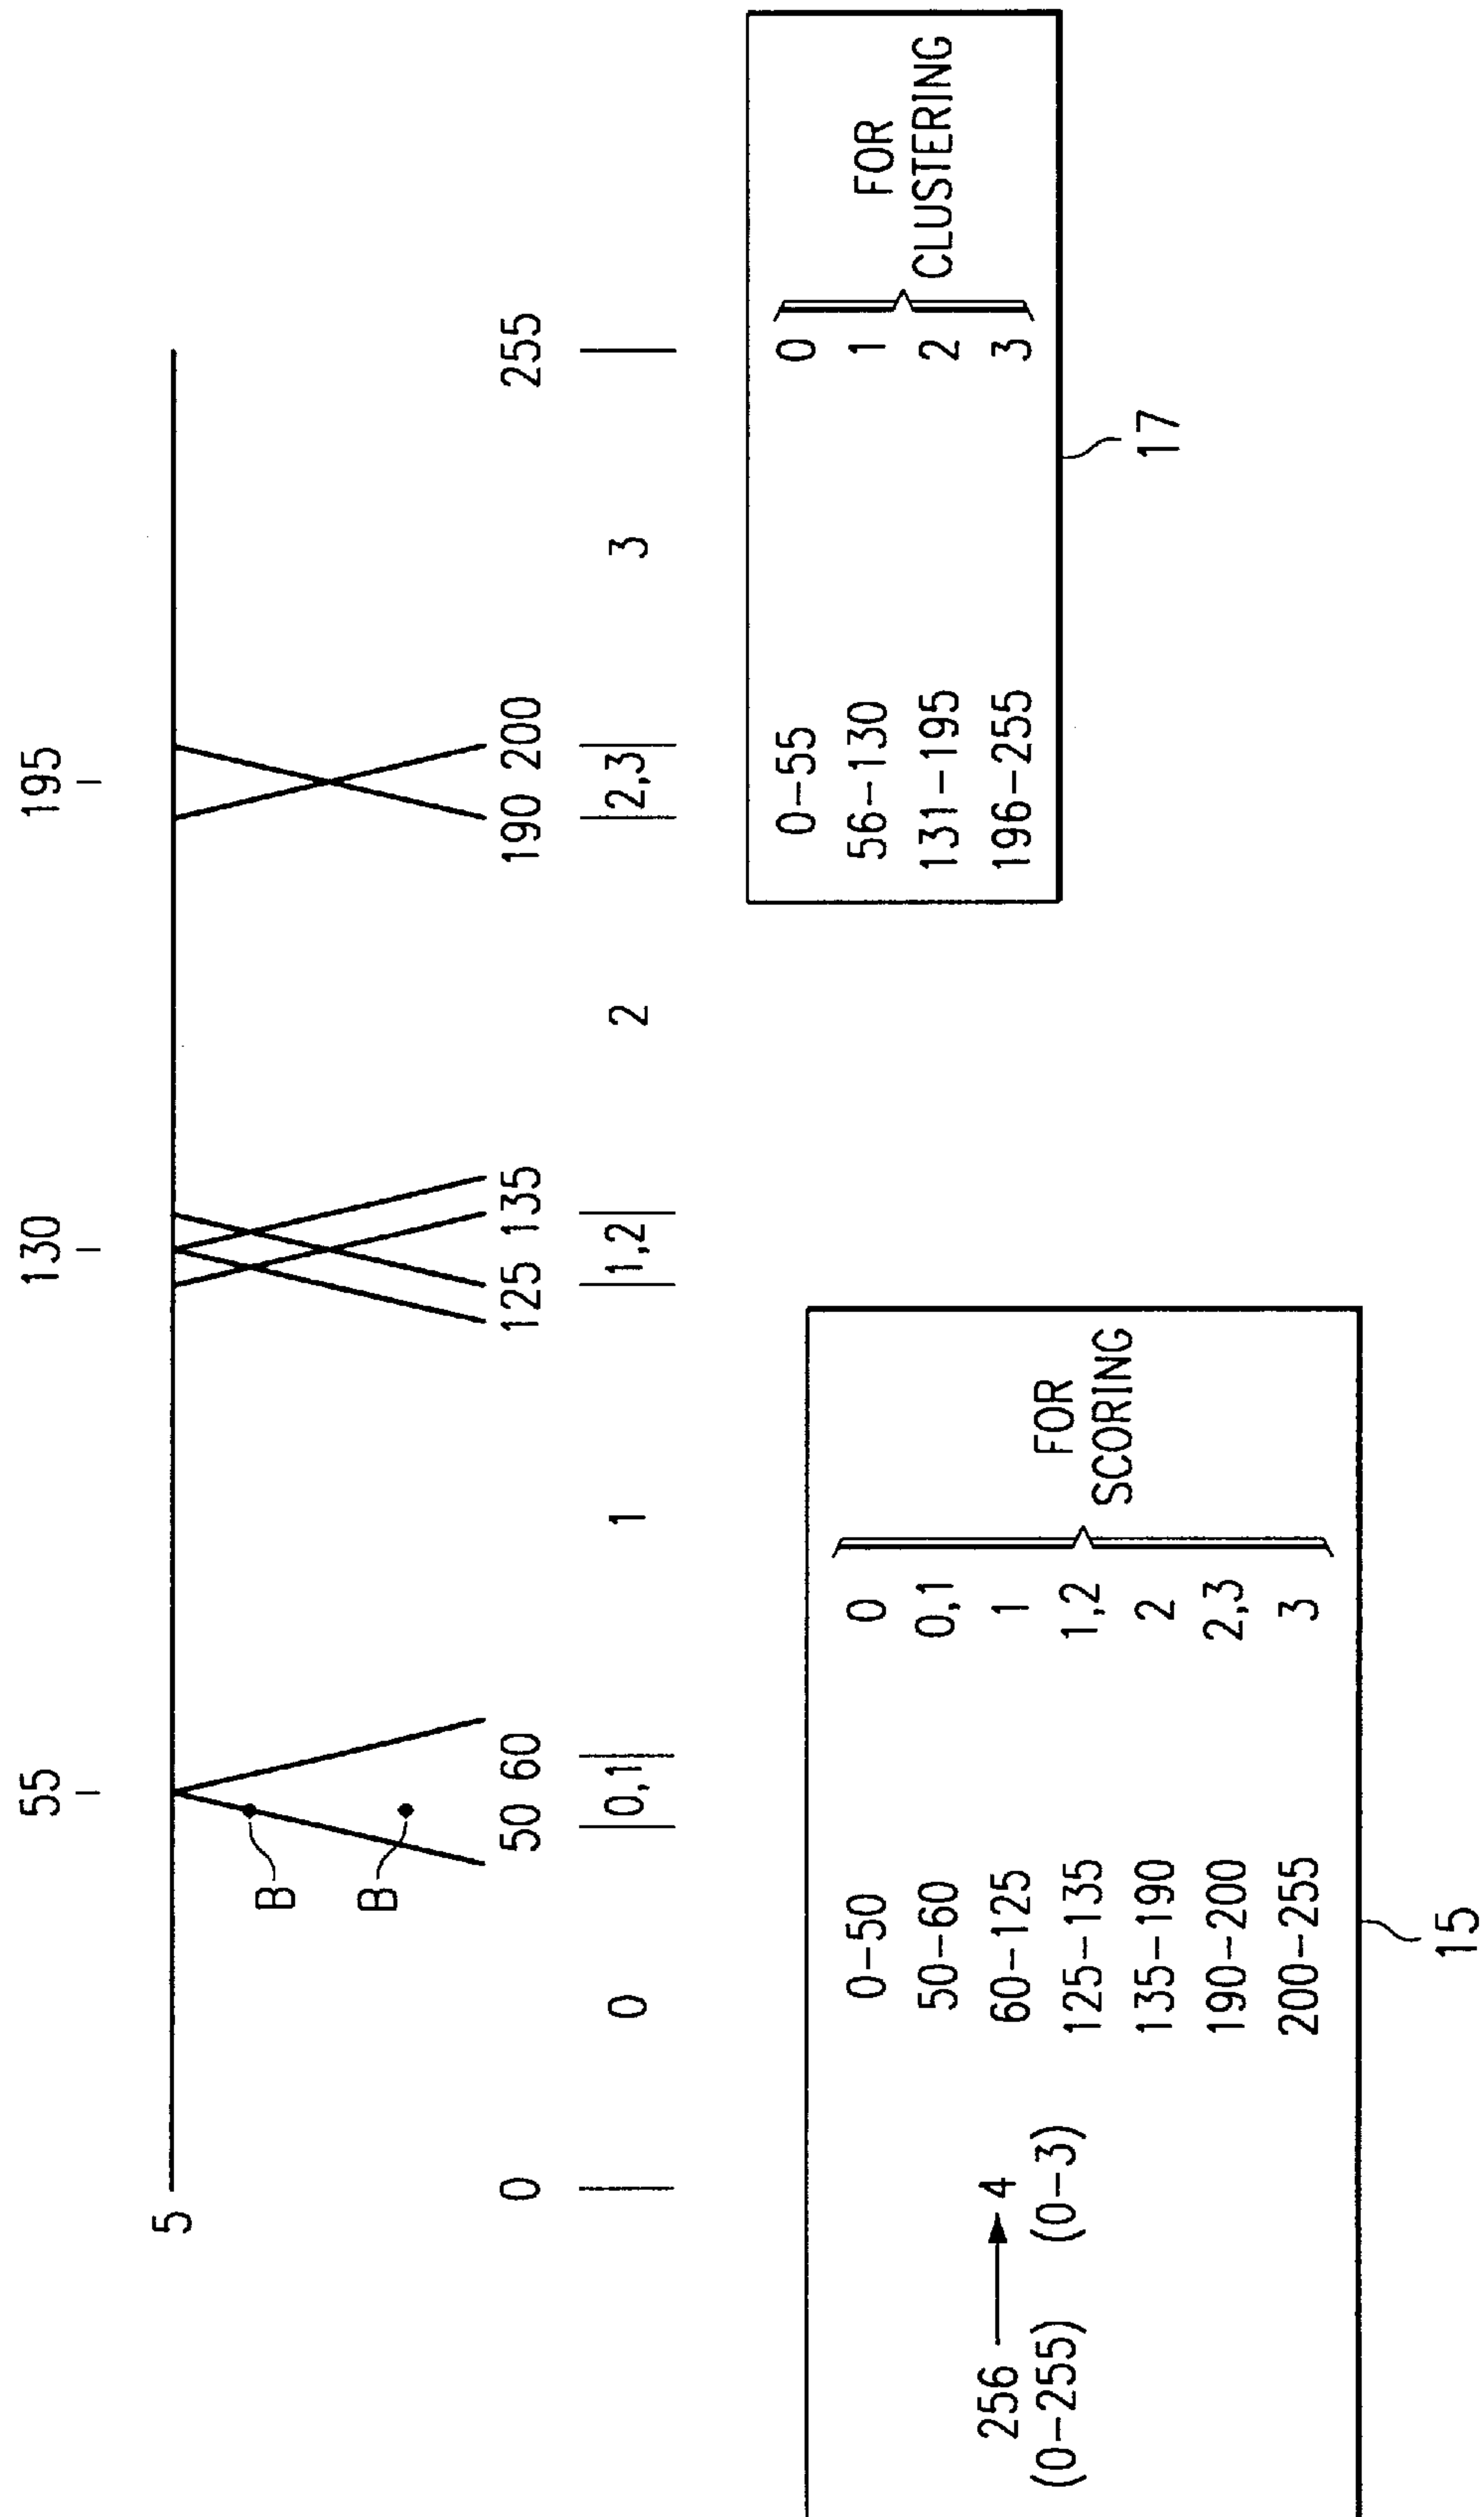 55 130 195
5
B
B
0 50 60 125 135 190 200 255
0 0,1 1 1,2 2 2,3 3
0-55 0
56-130 1
131-195 2
196-255 3
FOR
CLUSTERING
17
256 4
(0-255) (0-3)
0-50 0
50-60 0,1
60-125 1
125-135 1,2
135-190 2
190-200 2,3
200-255 3
FOR
SCORING
15